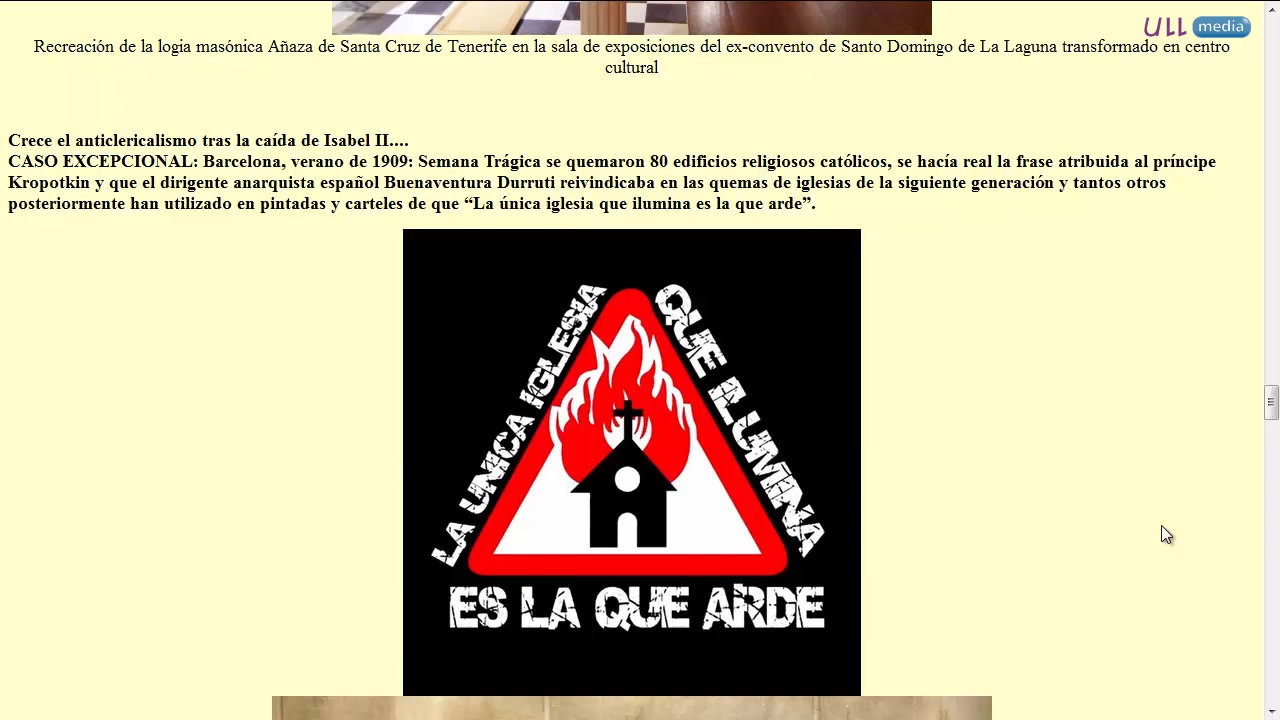 ULL media
Recreación de la logia masónica Añaza de Santa Cruz de Tenerife en la sala de exposiciones del ex-convento de Santo Domingo de La Laguna transformado en centro
cultural
Crece el anticlericalismo tras la caída de Isabel II....
CASO EXCEPCIONAL: Barcelona, verano de 1909: Semana Trágica se quemaron 80 edificios religiosos católicos, se hacía real la frase atribuida al príncipe
Kropotkin y que el dirigente anarquista español Buenaventura Durruti reivindicaba en las quemas de iglesias de la siguiente generación y tantos otros
posteriormente han utilizado en pintadas y carteles de que “La única iglesia que ilumina es la que arde”.
LA UNICA IGLESIA
QUE ILUMINA
ES LA QUE ARDE